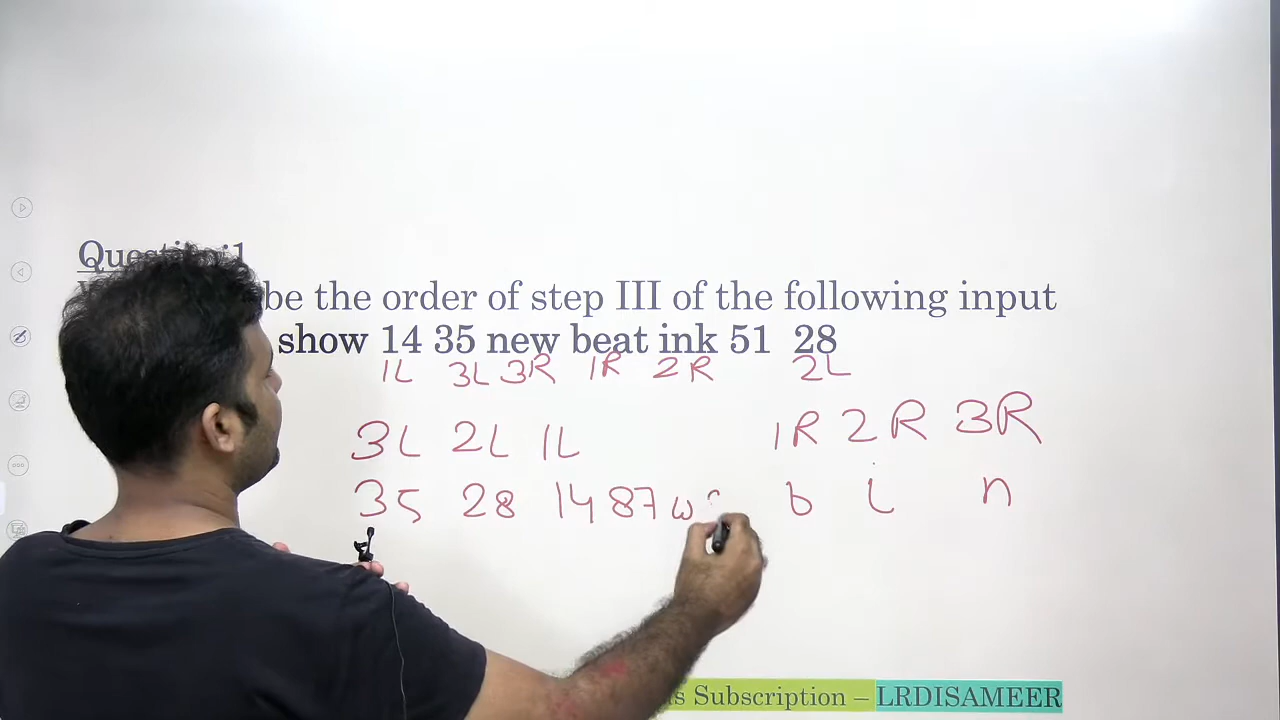 Question 1
be the order of step III of the following input
show 14 35 new beat ink 51 28
1L 3L 3R 1R 2R 2L
3L 2L 1L 1R 2R 3R
35 28 14 87 w b i n
Subscription – LRDISAMEER